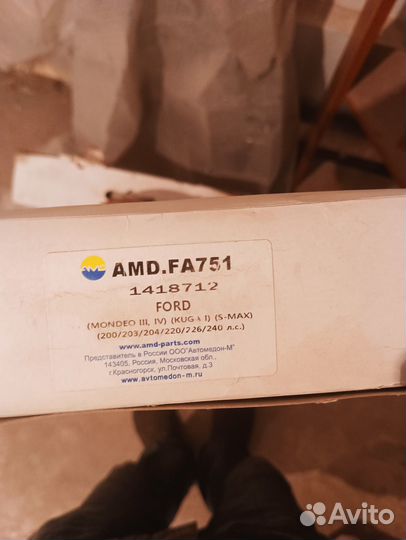 AMD AMD.FA751
1418712
FORD
(MONDEO III, IV) (KUGA I) (S-MAX)
(200/203/204/220/226/240 л.с.)
www.amd-parts.com
Представитель в России ООО"Автомедон-М"
143405, Россия, Московская обл.,
г.Красногорск, ул.Почтовая, д.3
www.avtomedon-m.ru
Avito